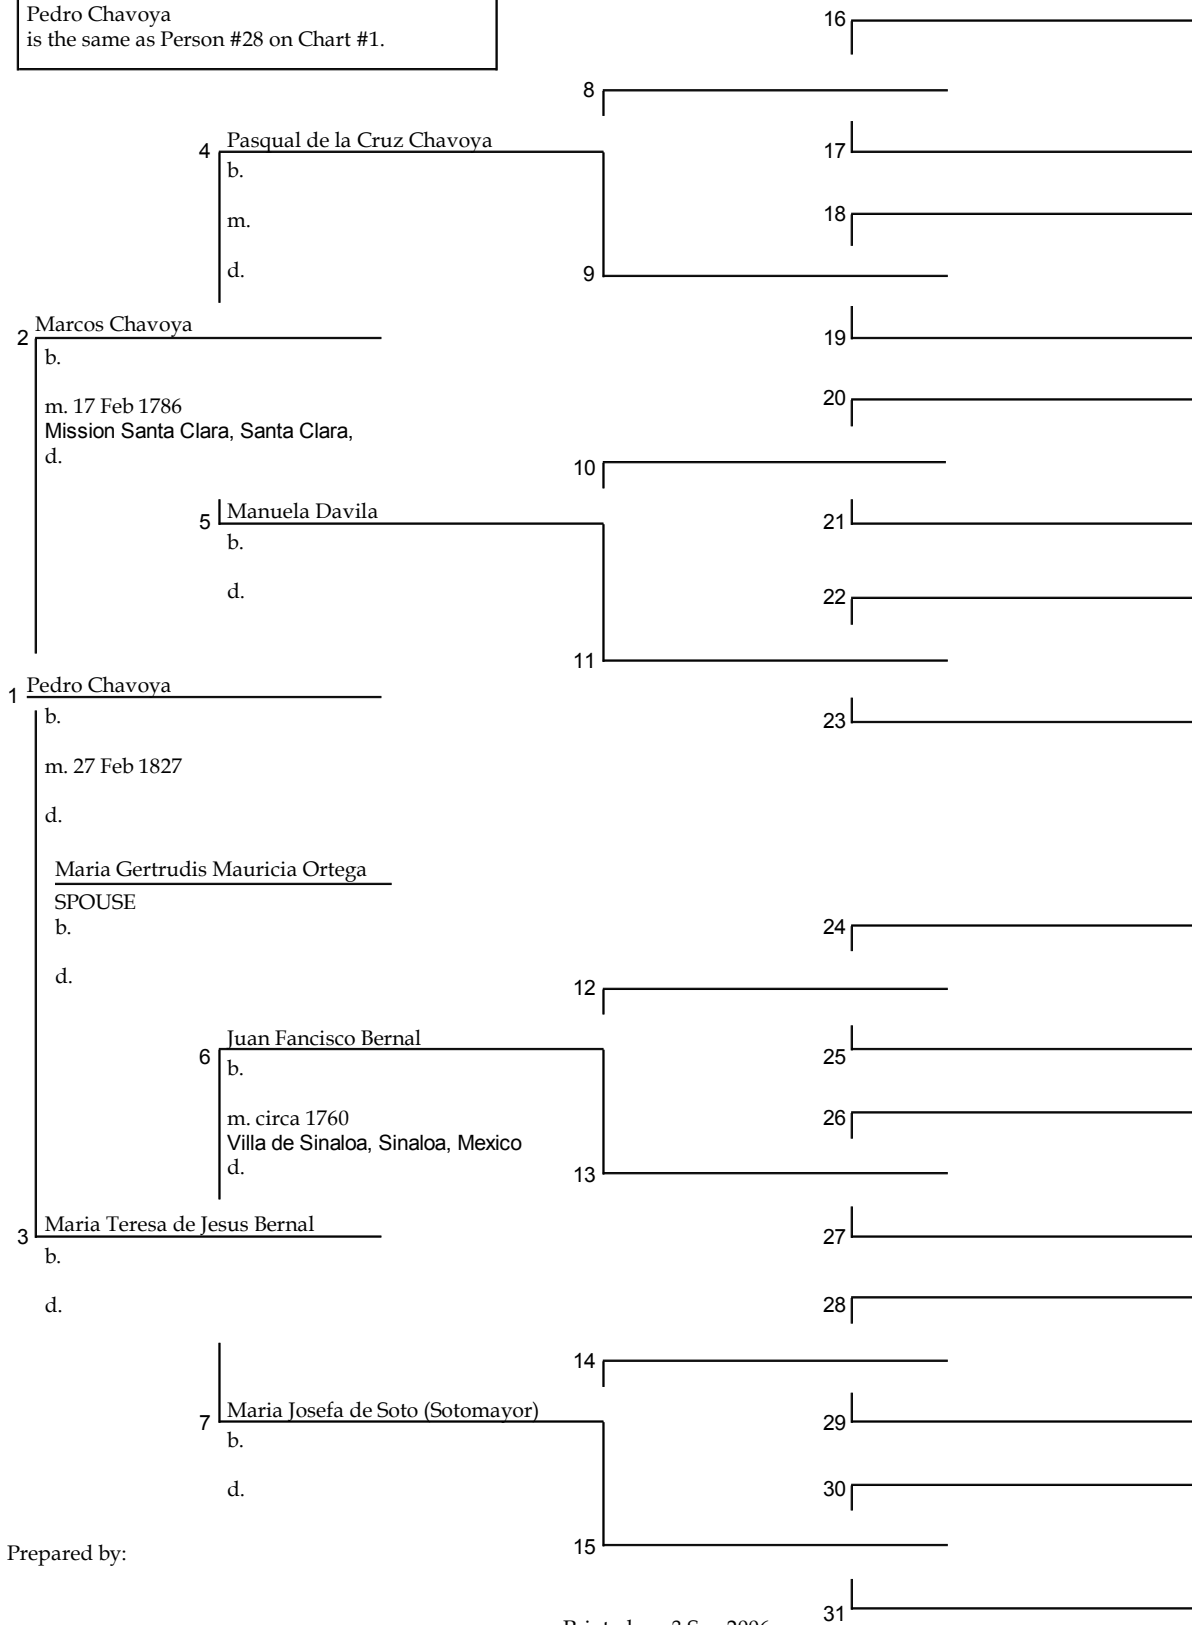 Pedro Chavoya
is the same as Person #28 on Chart #1.
16
8
4 Pasqual de la Cruz Chavoya
b.
17
m.
18
d.
9
2 Marcos Chavoya
19
b.
m. 17 Feb 1786
20
Mission Santa Clara, Santa Clara,
d.
10
5 Manuela Davila
21
b.
d.
22
11
1 Pedro Chavoya
b.
23
m. 27 Feb 1827
d.
Maria Gertrudis Mauricia Ortega
SPOUSE
b.
24
d.
12
6 Juan Fancisco Bernal
25
b.
m. circa 1760
26
Villa de Sinaloa, Sinaloa, Mexico
d.
13
3 Maria Teresa de Jesus Bernal
27
b.
d.
28
14
7 Maria Josefa de Soto (Sotomayor)
29
b.
d.
30
15
Prepared by:
31